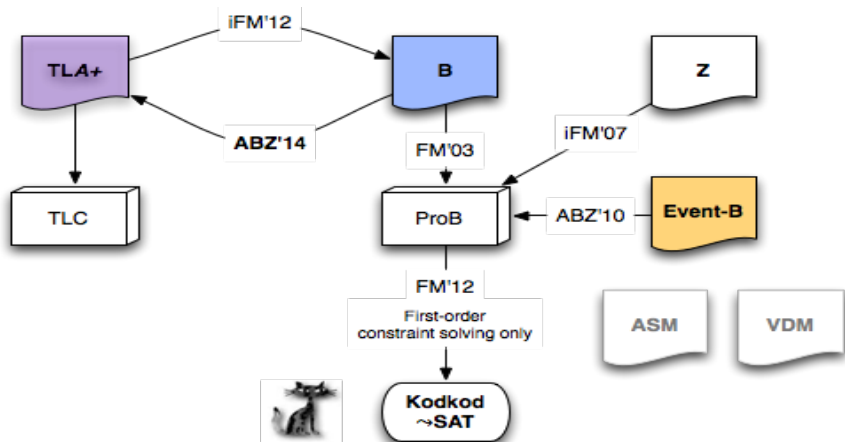 iFM'12
TLA+
B
Z
ABZ'14
FM'03
iFM'07
TLC
ProB
ABZ'10
Event-B
FM'12
First-order
constraint solving only
ASM
VDM
Kodkod
⤳SAT